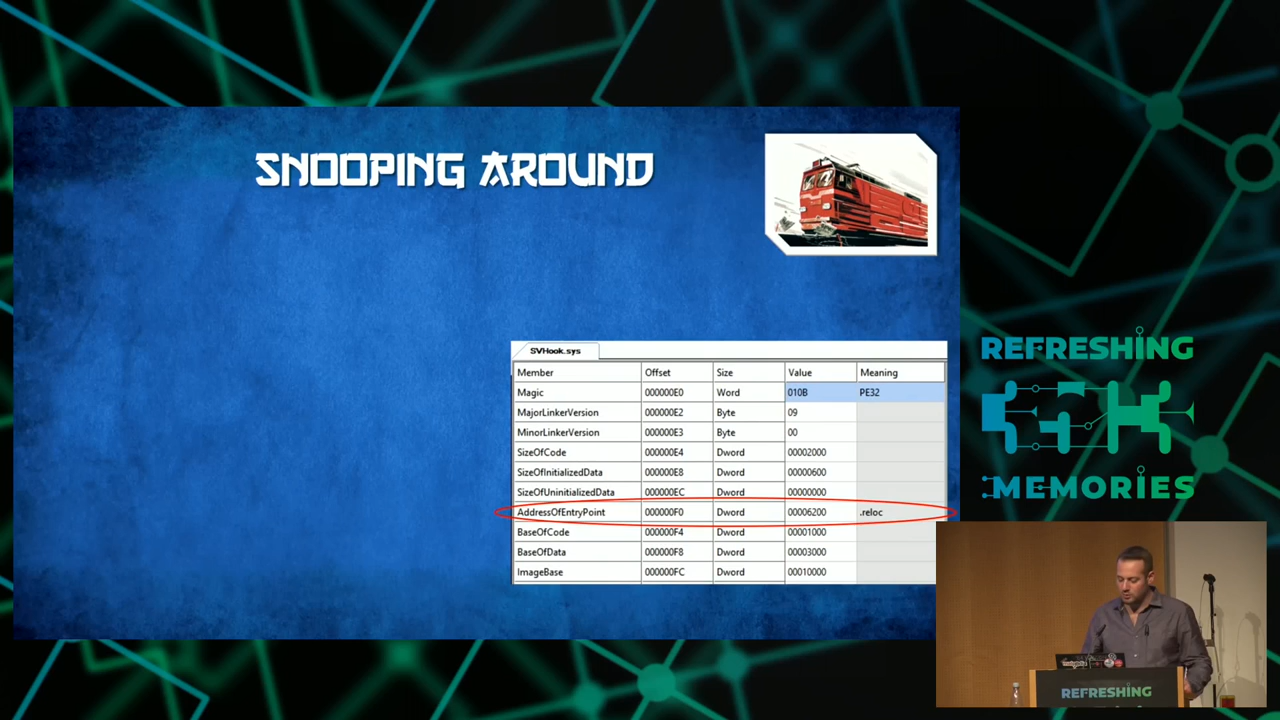 SNOOPING AROUND
SVHook.sys
Member Offset Size Value Meaning
Magic 000000E0 Word 010B PE32
MajorLinkerVersion 000000E2 Byte 09
MinorLinkerVersion 000000E3 Byte 00
SizeOfCode 000000E4 Dword 00002000
SizeOfInitializedData 000000E8 Dword 00000600
SizeOfUninitializedData 000000EC Dword 00000000
AddressOfEntryPoint 000000F0 Dword 00006200 .reloc
BaseOfCode 000000F4 Dword 00001000
BaseOfData 000000F8 Dword 00003000
ImageBase 000000FC Dword 00010000
REFRESHING
MEMORIES
REFRESHING